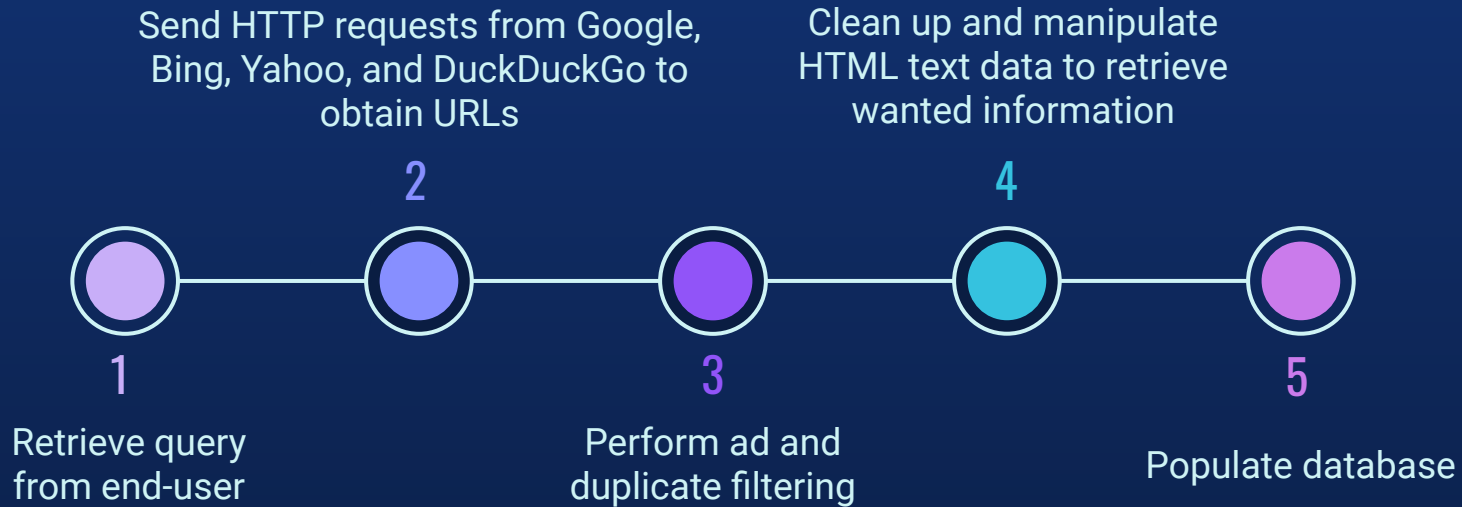 1
Retrieve query
from end-user
Send HTTP requests from Google,
Bing, Yahoo, and DuckDuckGo to
obtain URLs
2
3
Perform ad and
duplicate filtering
Clean up and manipulate
HTML text data to retrieve
wanted information
4
5
Populate database